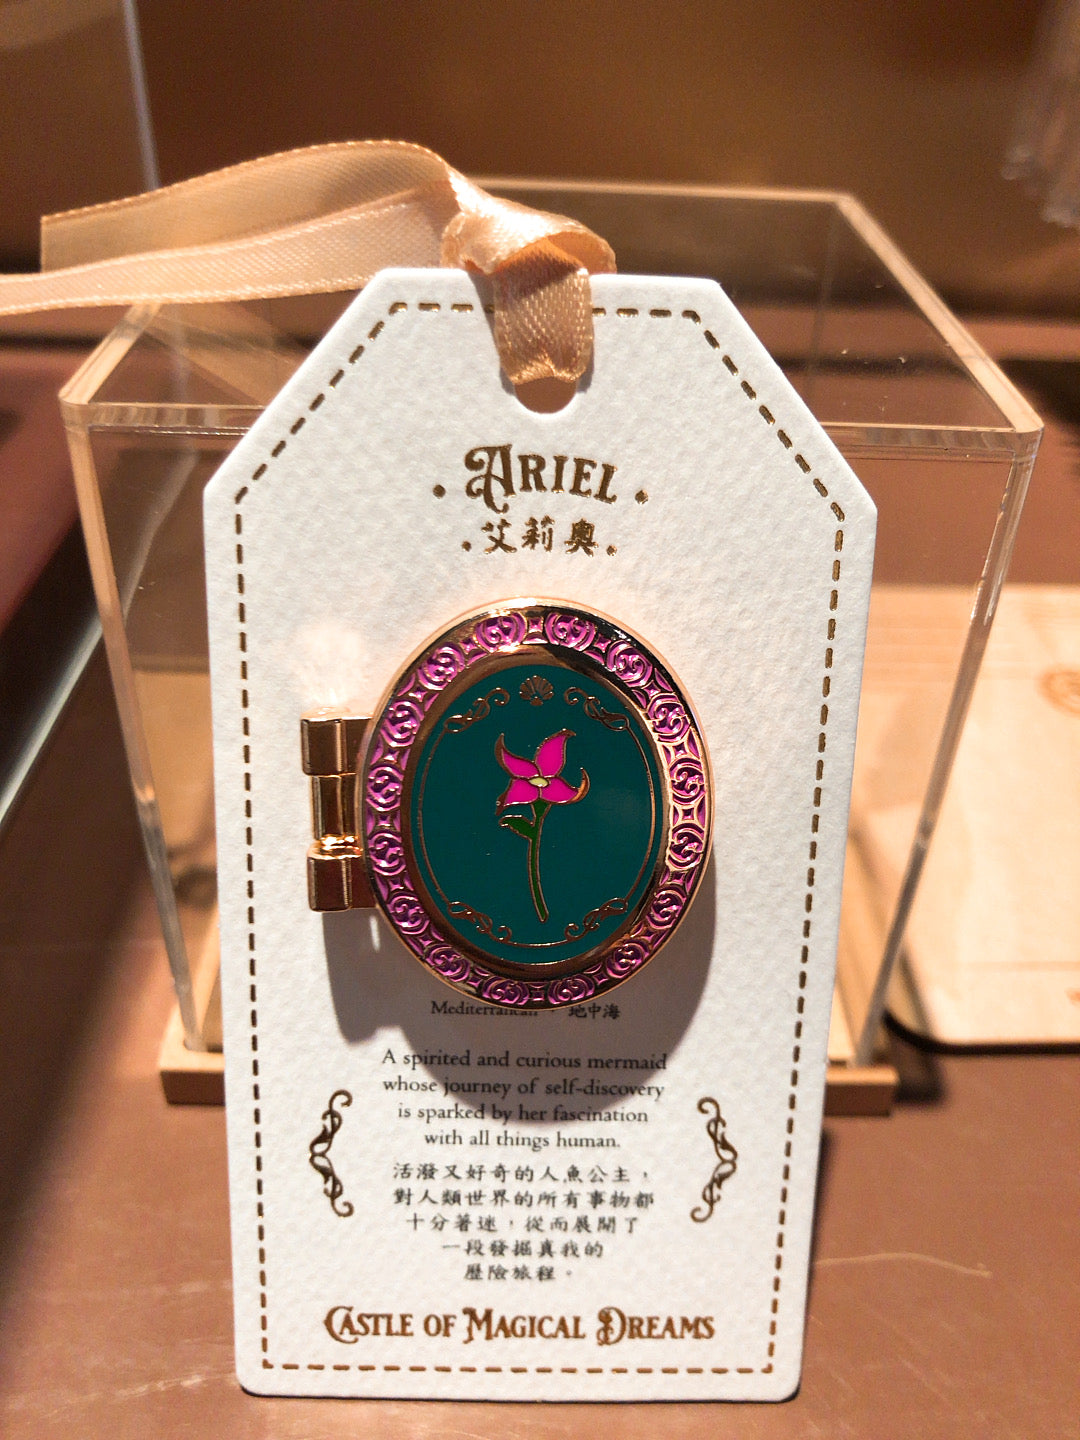 · ARIEL ·
· 艾莉奧 ·
Mediterranean · 地中海
A spirited and curious mermaid
whose journey of self-discovery
is sparked by her fascination
with all things human.
活潑又好奇的人魚公主，
對人類世界的所有事物都
十分著迷，從而展開了
一段發掘真我的
歷險旅程。
CASTLE OF MAGICAL DREAMS